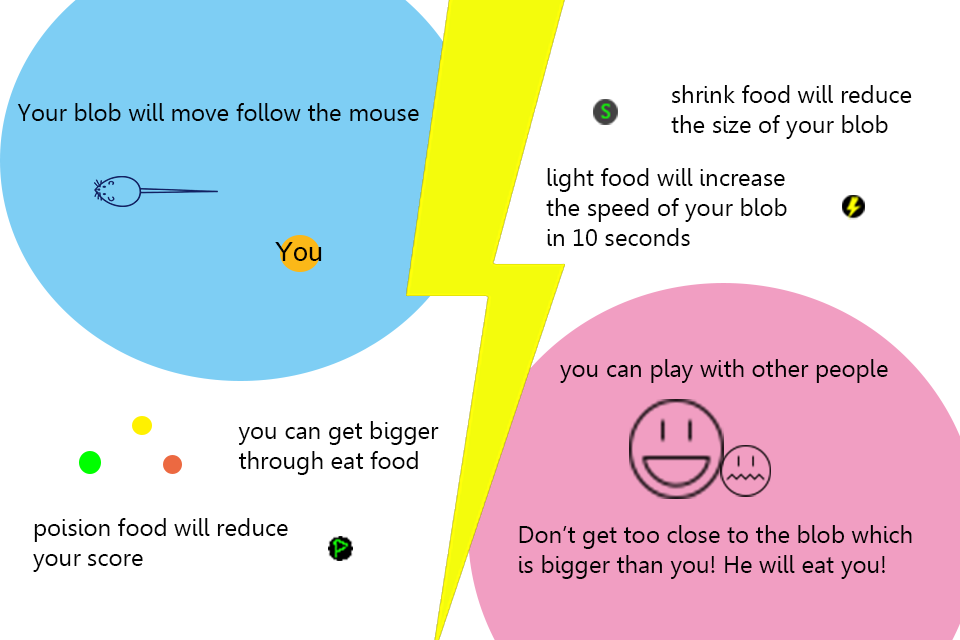 Your blob will move follow the mouse
You
you can get bigger
through eat food
poision food will reduce
your score
P
S
shrink food will reduce
the size of your blob
light food will increase
the speed of your blob
in 10 seconds
you can play with other people
Don't get too close to the blob which
is bigger than you! He will eat you!